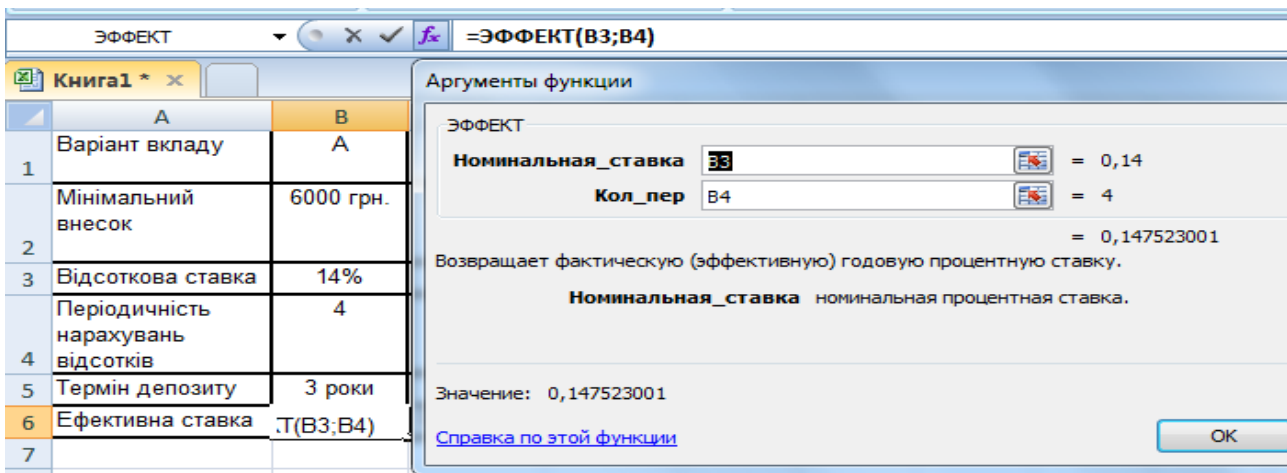 ЭФФЕКТ
=ЭФФЕКТ(B3;B4)
Книга1 *
Аргументы функции
A B
1 Варіант вкладу A
2 Мінімальний внесок 6000 грн.
3 Відсоткова ставка 14%
4 Періодичність нарахувань відсотків 4
5 Термін депозиту 3 роки
6 Ефективна ставка :Т(B3;B4)
7
ЭФФЕКТ
Номинальная_ставка B3 = 0,14
Кол_пер B4 = 4
= 0,147523001
Возвращает фактическую (эффективную) годовую процентную ставку.
Номинальная_ставка номинальная процентная ставка.
Значение: 0,147523001
Справка по этой функции
ОК